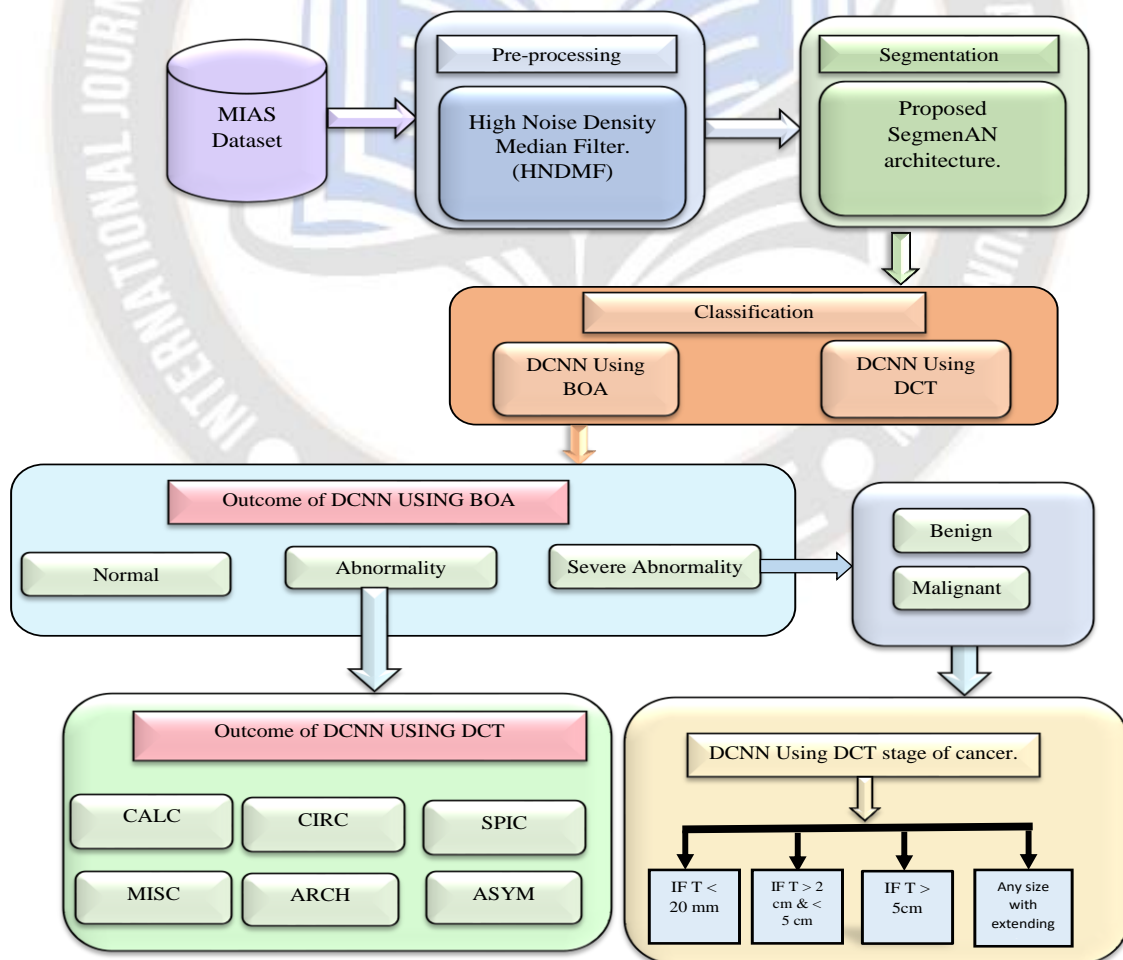 INTERNATIONAL JOURN
Pre-processing
Segmentation
MIAS
Dataset
High Noise Density
Median Filter.
(HNDMF)
Proposed
SegmenAN
architecture.
Classification
DCNN Using
BOA
DCNN Using
DCT
Outcome of DCNN USING BOA
Normal
Abnormality
Severe Abnormality
Benign
Malignant
Outcome of DCNN USING DCT
CALC
CIRC
SPIC
MISC
ARCH
ASYM
DCNN Using DCT stage of cancer.
IF T <
20 mm
IF T > 2
cm & <
5 cm
IF T >
5cm
Any size
with
extending